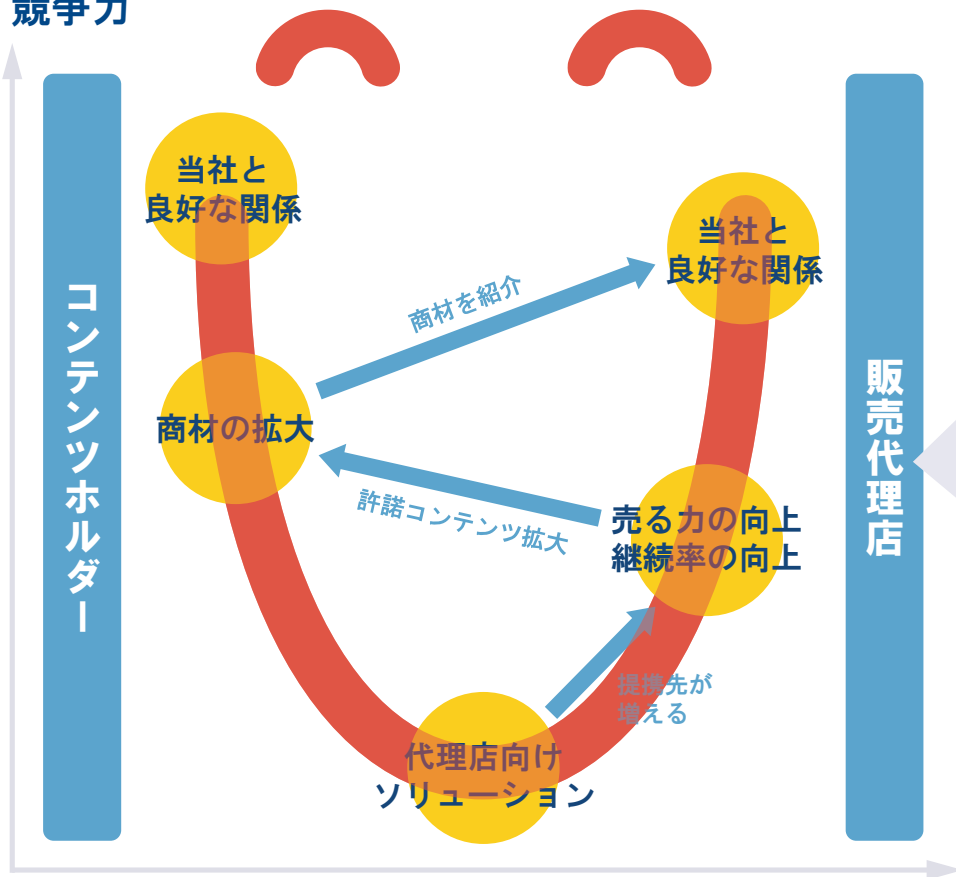 競争力
当社と
良好な関係
当社と
良好な関係
商材を紹介
コンテンツホルダー
販売代理店
商材の拡大
許諾コンテンツ拡大
売る力の向上
継続率の向上
提携先が
増える
代理店向け
ソリューション